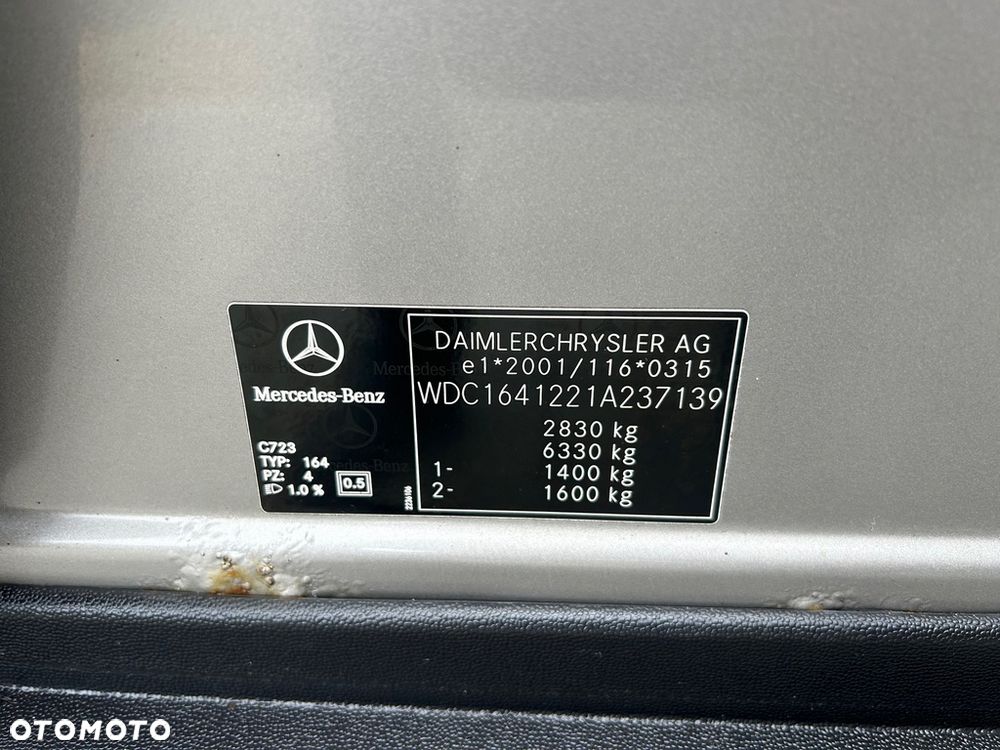 Mercedes-Benz
C723
TYP: 164
PZ: 4
1.0 %
0.5
2236106
DAIMLERCHRYSLER AG
e1*2001/116*0315
WDC1641221A237139
2830 kg
6330 kg
1- 1400 kg
2- 1600 kg
OTOMOTO